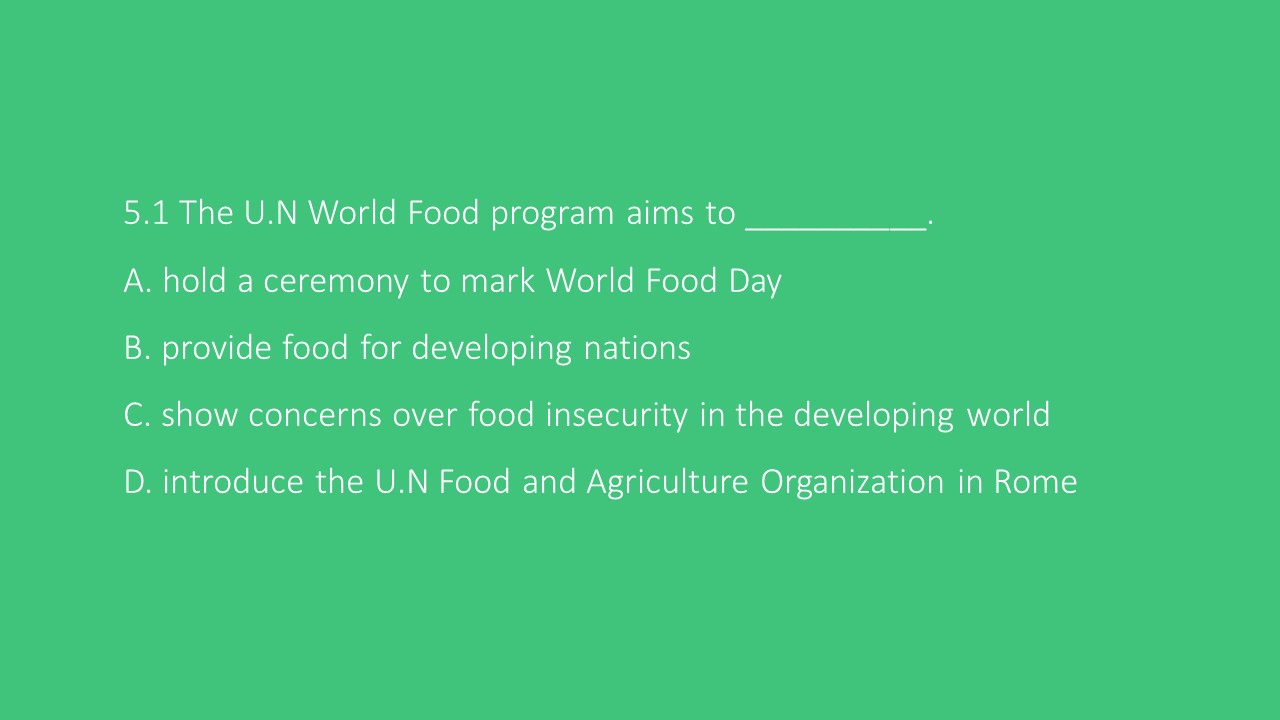 5.1 The U.N World Food program aims to __________.
A. hold a ceremony to mark World Food Day
B. provide food for developing nations
C. show concerns over food insecurity in the developing world
D. introduce the U.N Food and Agriculture Organization in Rome